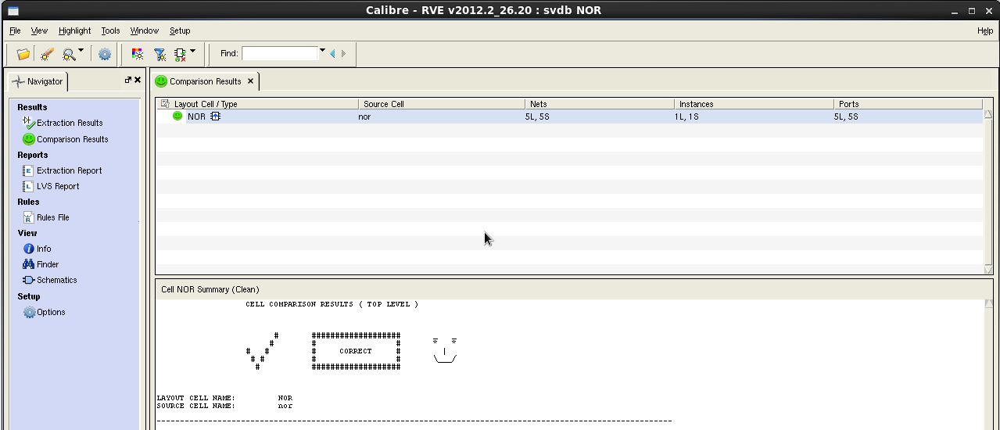 Calibre - RVE v2012.2_26.20 : svdb NOR
File View Highlight Tools Window Setup Help
Find:
Navigator
Results
Extraction Results
Comparison Results
Reports
Extraction Report
LVS Report
Rules
Rules File
View
Info
Finder
Schematics
Setup
Options
Comparison Results
Layout Cell / Type Source Cell Nets Instances Ports
NOR nor 5L, 5S 1L, 1S 5L, 5S
Cell NOR Summary (Clean)
CELL COMPARISON RESULTS ( TOP LEVEL )
CORRECT
LAYOUT CELL NAME: NOR
SOURCE CELL NAME: nor